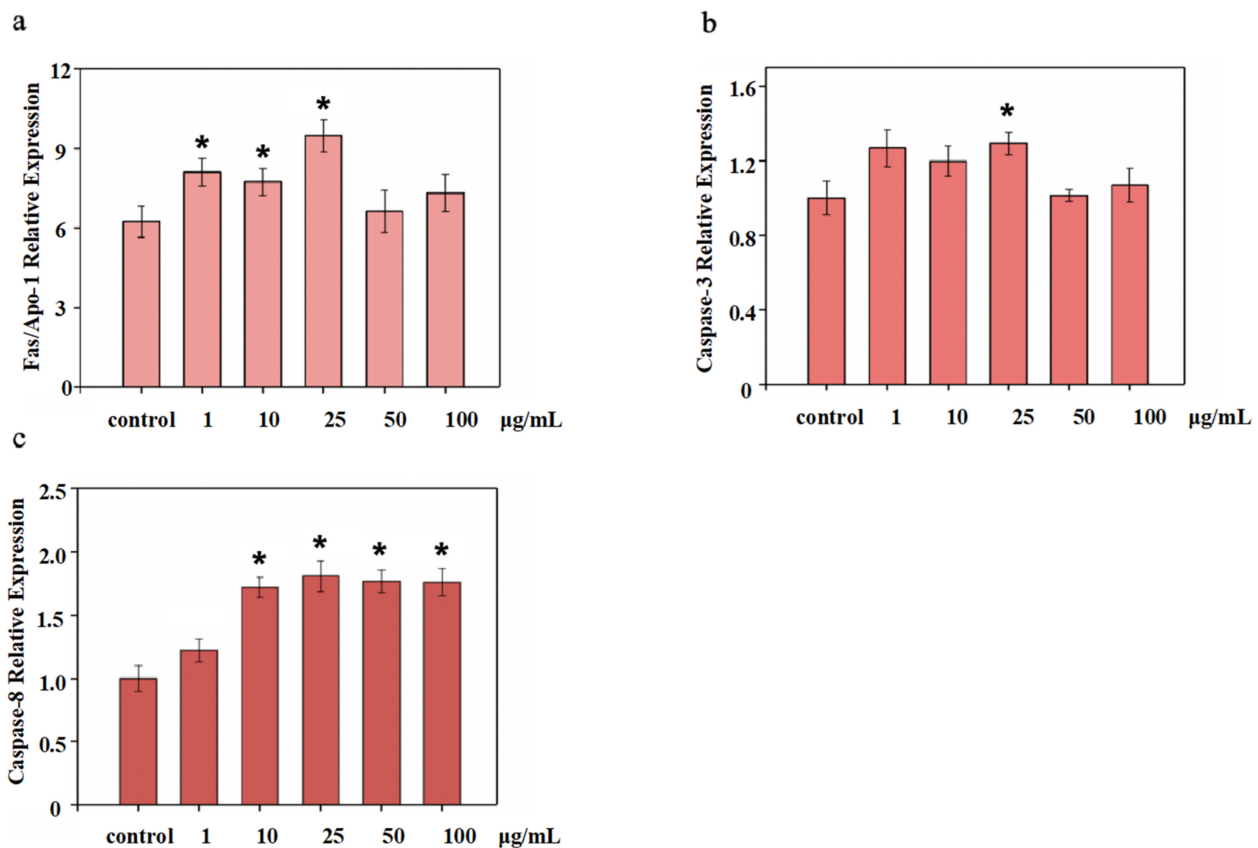 a
Fas/Apo-1 Relative Expression
12
9
6
3
0
* * *
control 1 10 25 50 100 µg/mL
b
Caspase-3 Relative Expression
1.6
1.2
0.8
0.4
0
*
control 1 10 25 50 100 µg/mL
c
Caspase-8 Relative Expression
2.5
2.0
1.5
1.0
0.5
0
* * * *
control 1 10 25 50 100 µg/mL